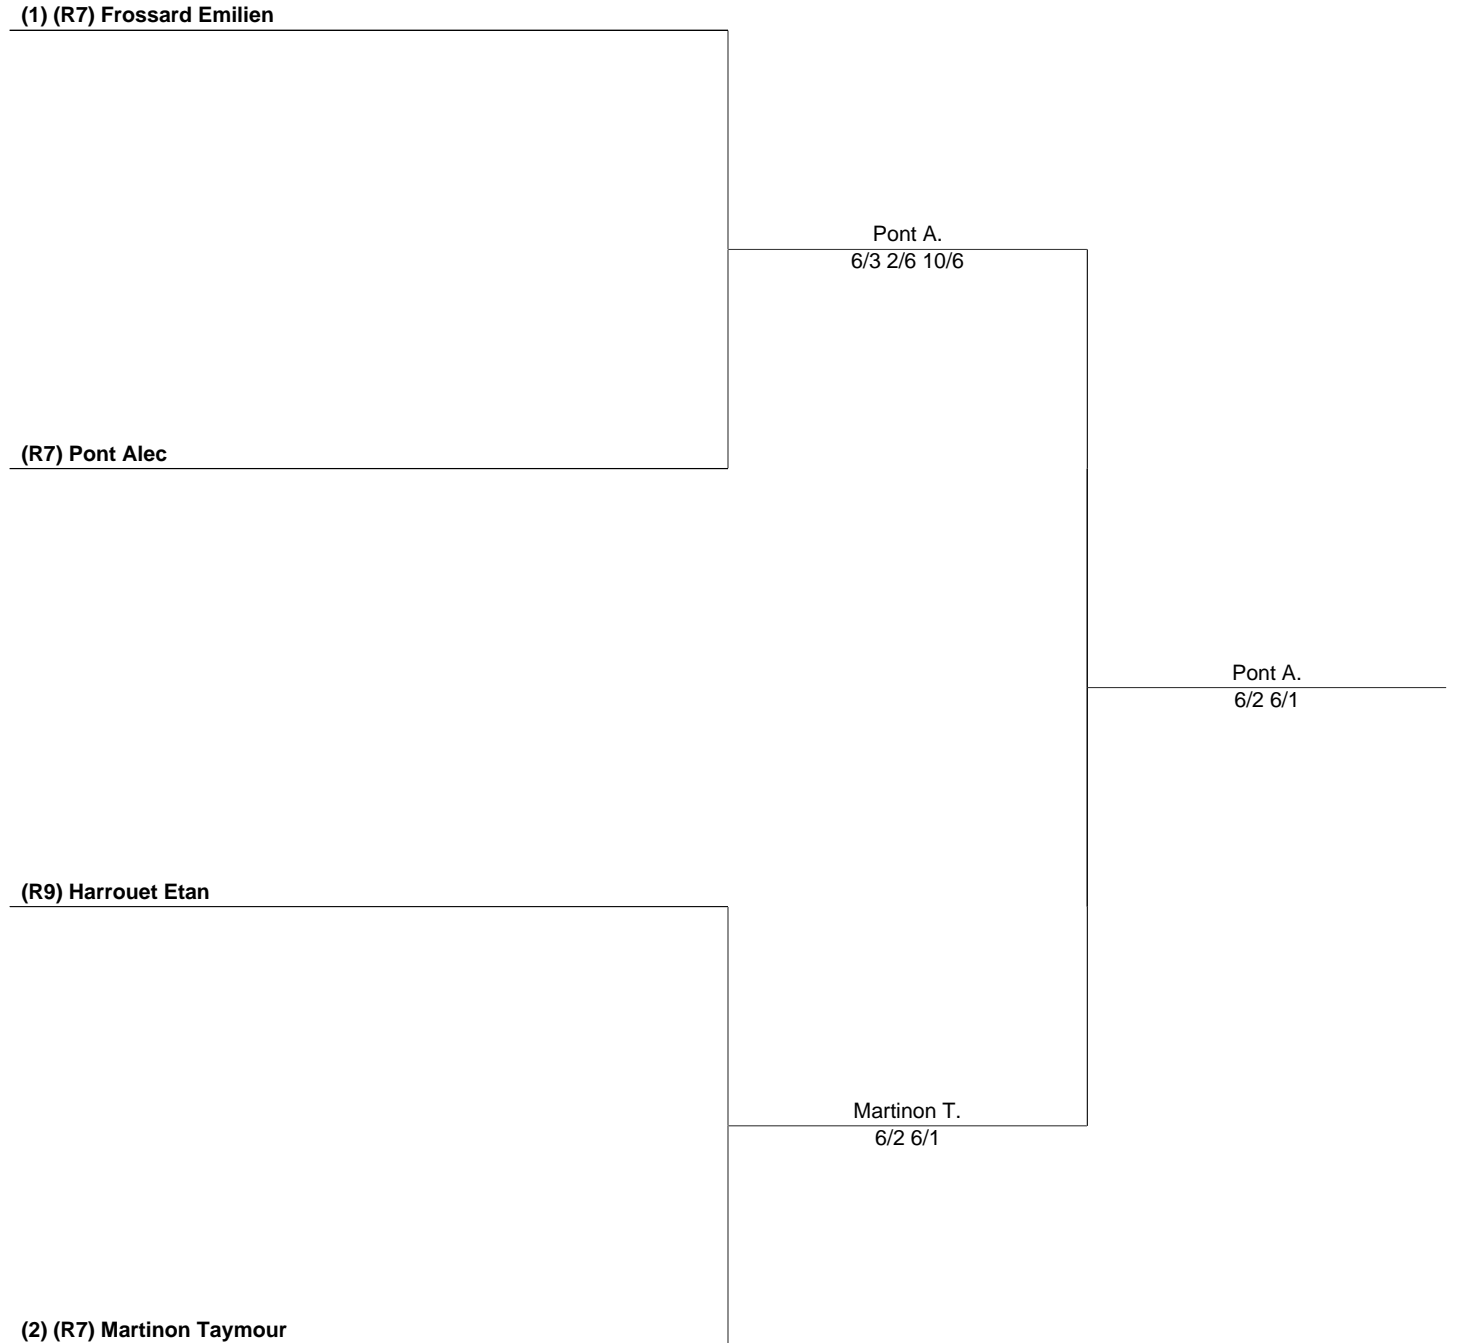 (1) (R7) Frossard Emilien
Pont A.
6/3 2/6 10/6
(R7) Pont Alec
Pont A.
6/2 6/1
(R9) Harrouet Etan
Martinon T.
6/2 6/1
(2) (R7) Martinon Taymour